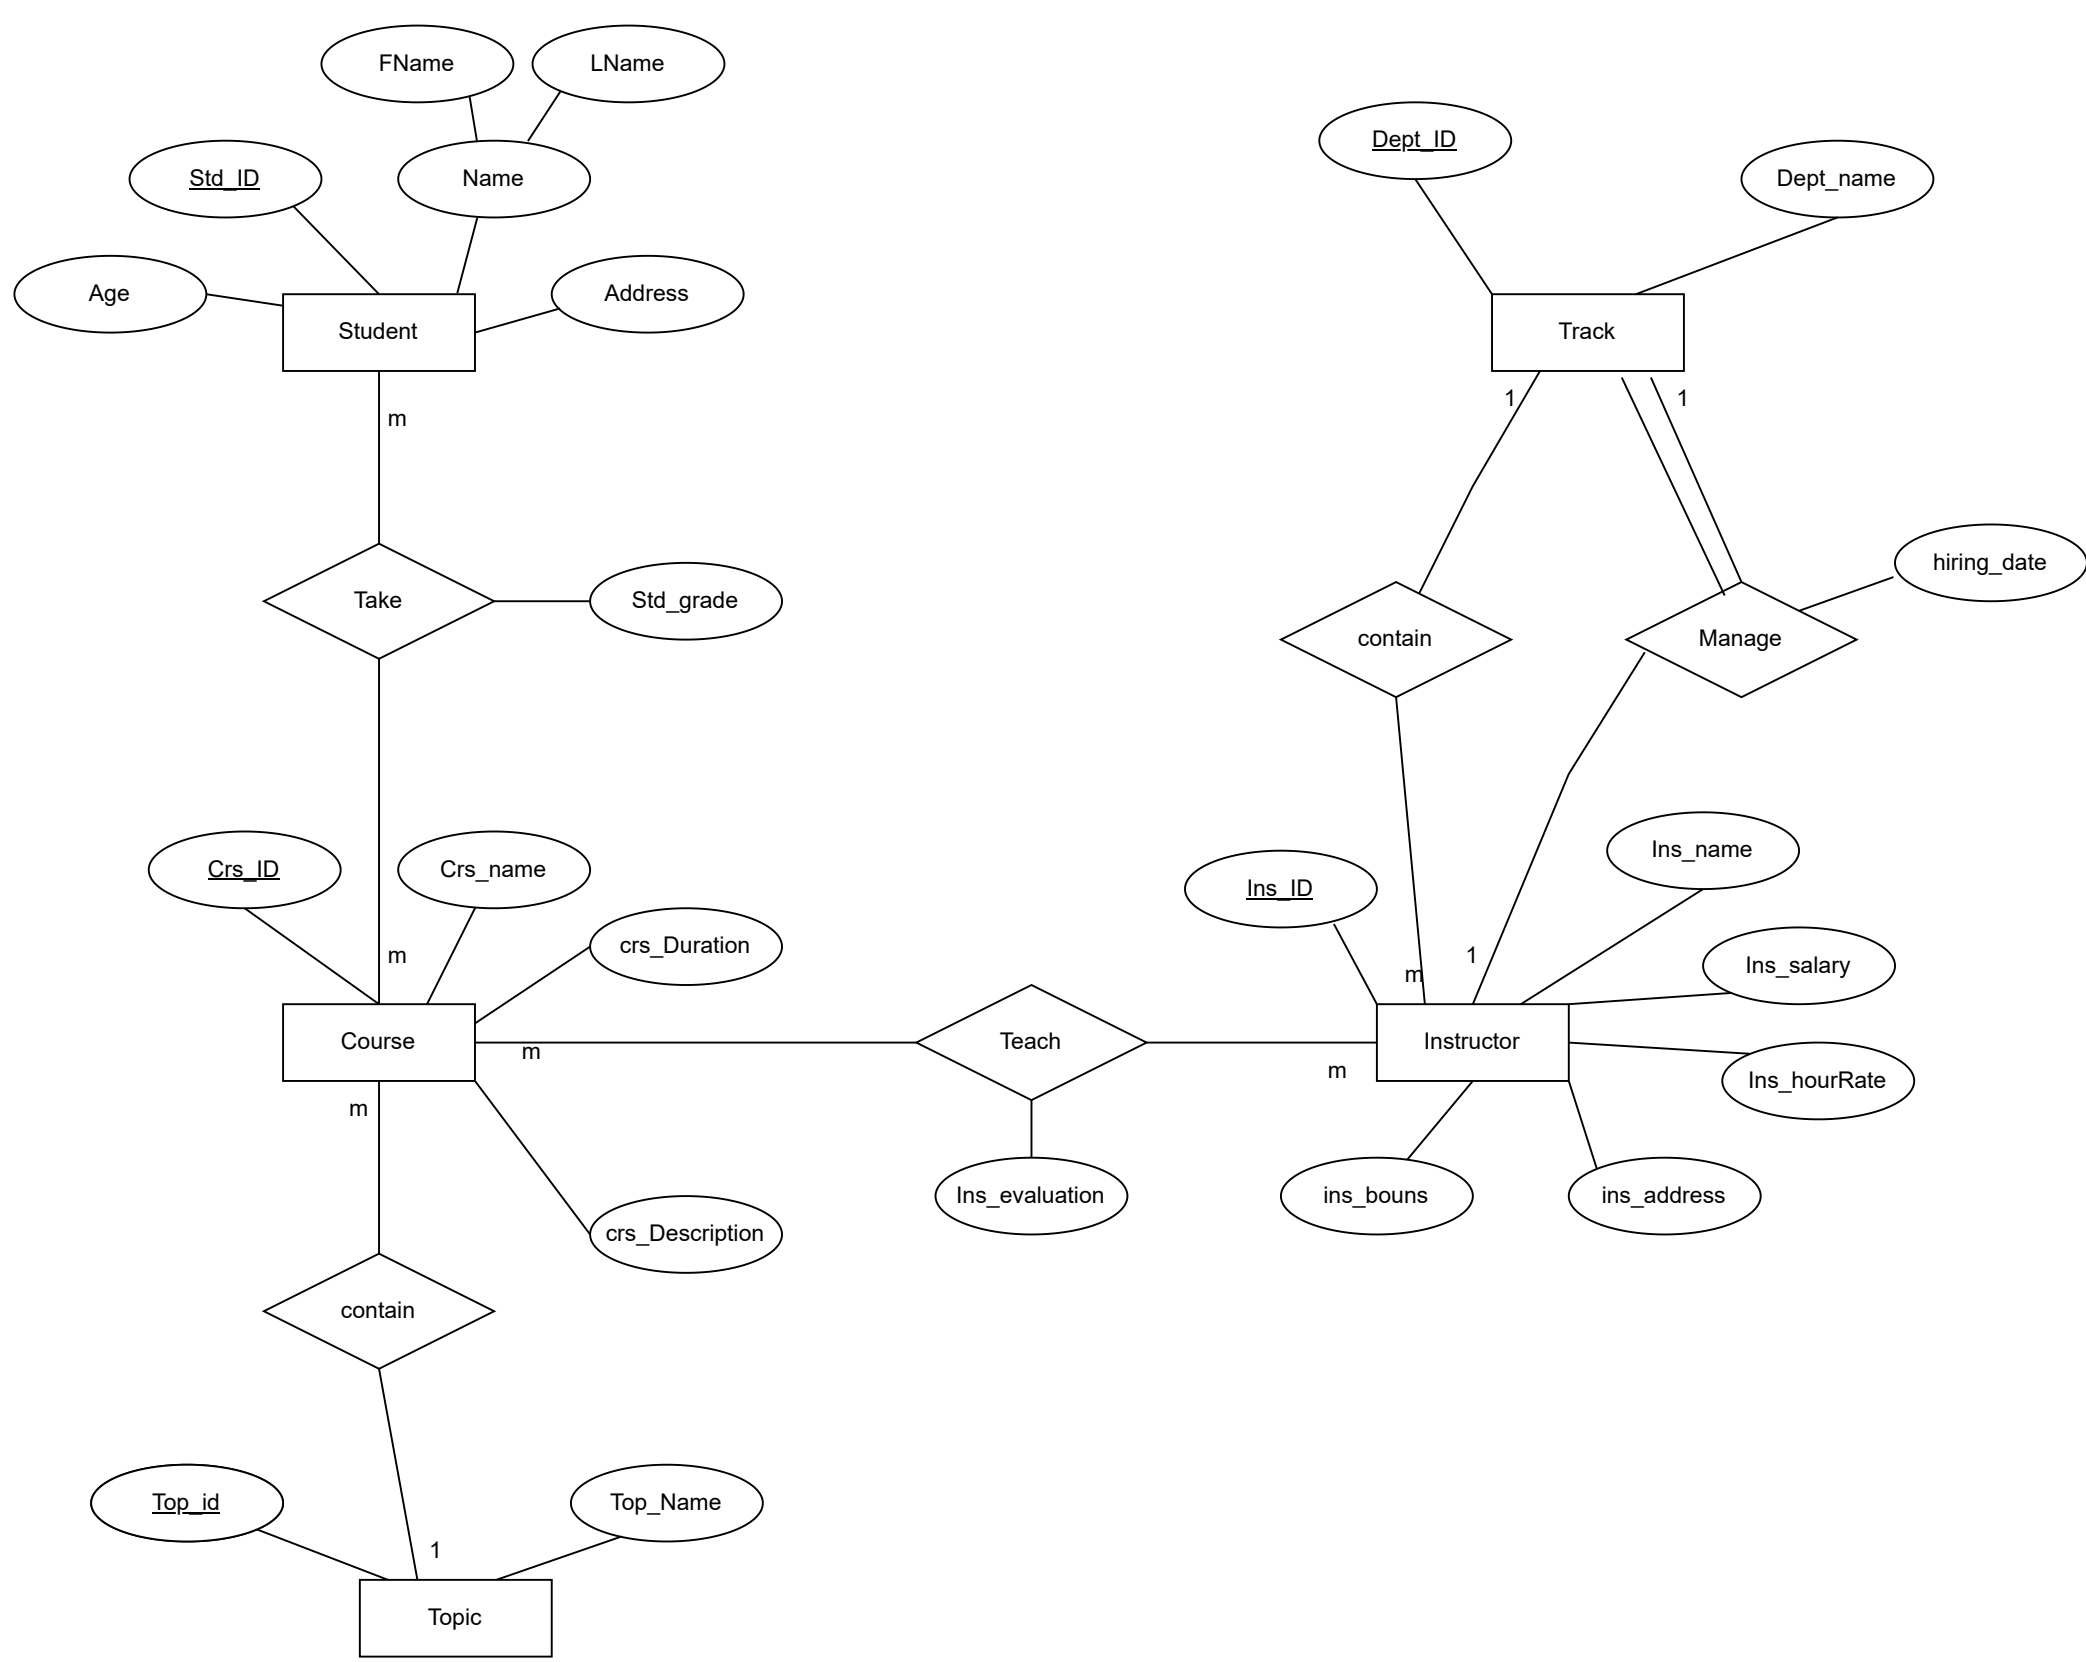 FName
LName
Dept_ID
Std_ID
Name
Dept_name
Age
Address
Student
Track
1
1
m
hiring_date
Take
Std_grade
contain
Manage
Ins_name
Crs_ID
Crs_name
Ins_ID
crs_Duration
m
1
Ins_salary
m
Course
m
Teach
m
Instructor
Ins_hourRate
m
Ins_evaluation
ins_bouns
ins_address
crs_Description
contain
Top_id
Top_Name
1
Topic